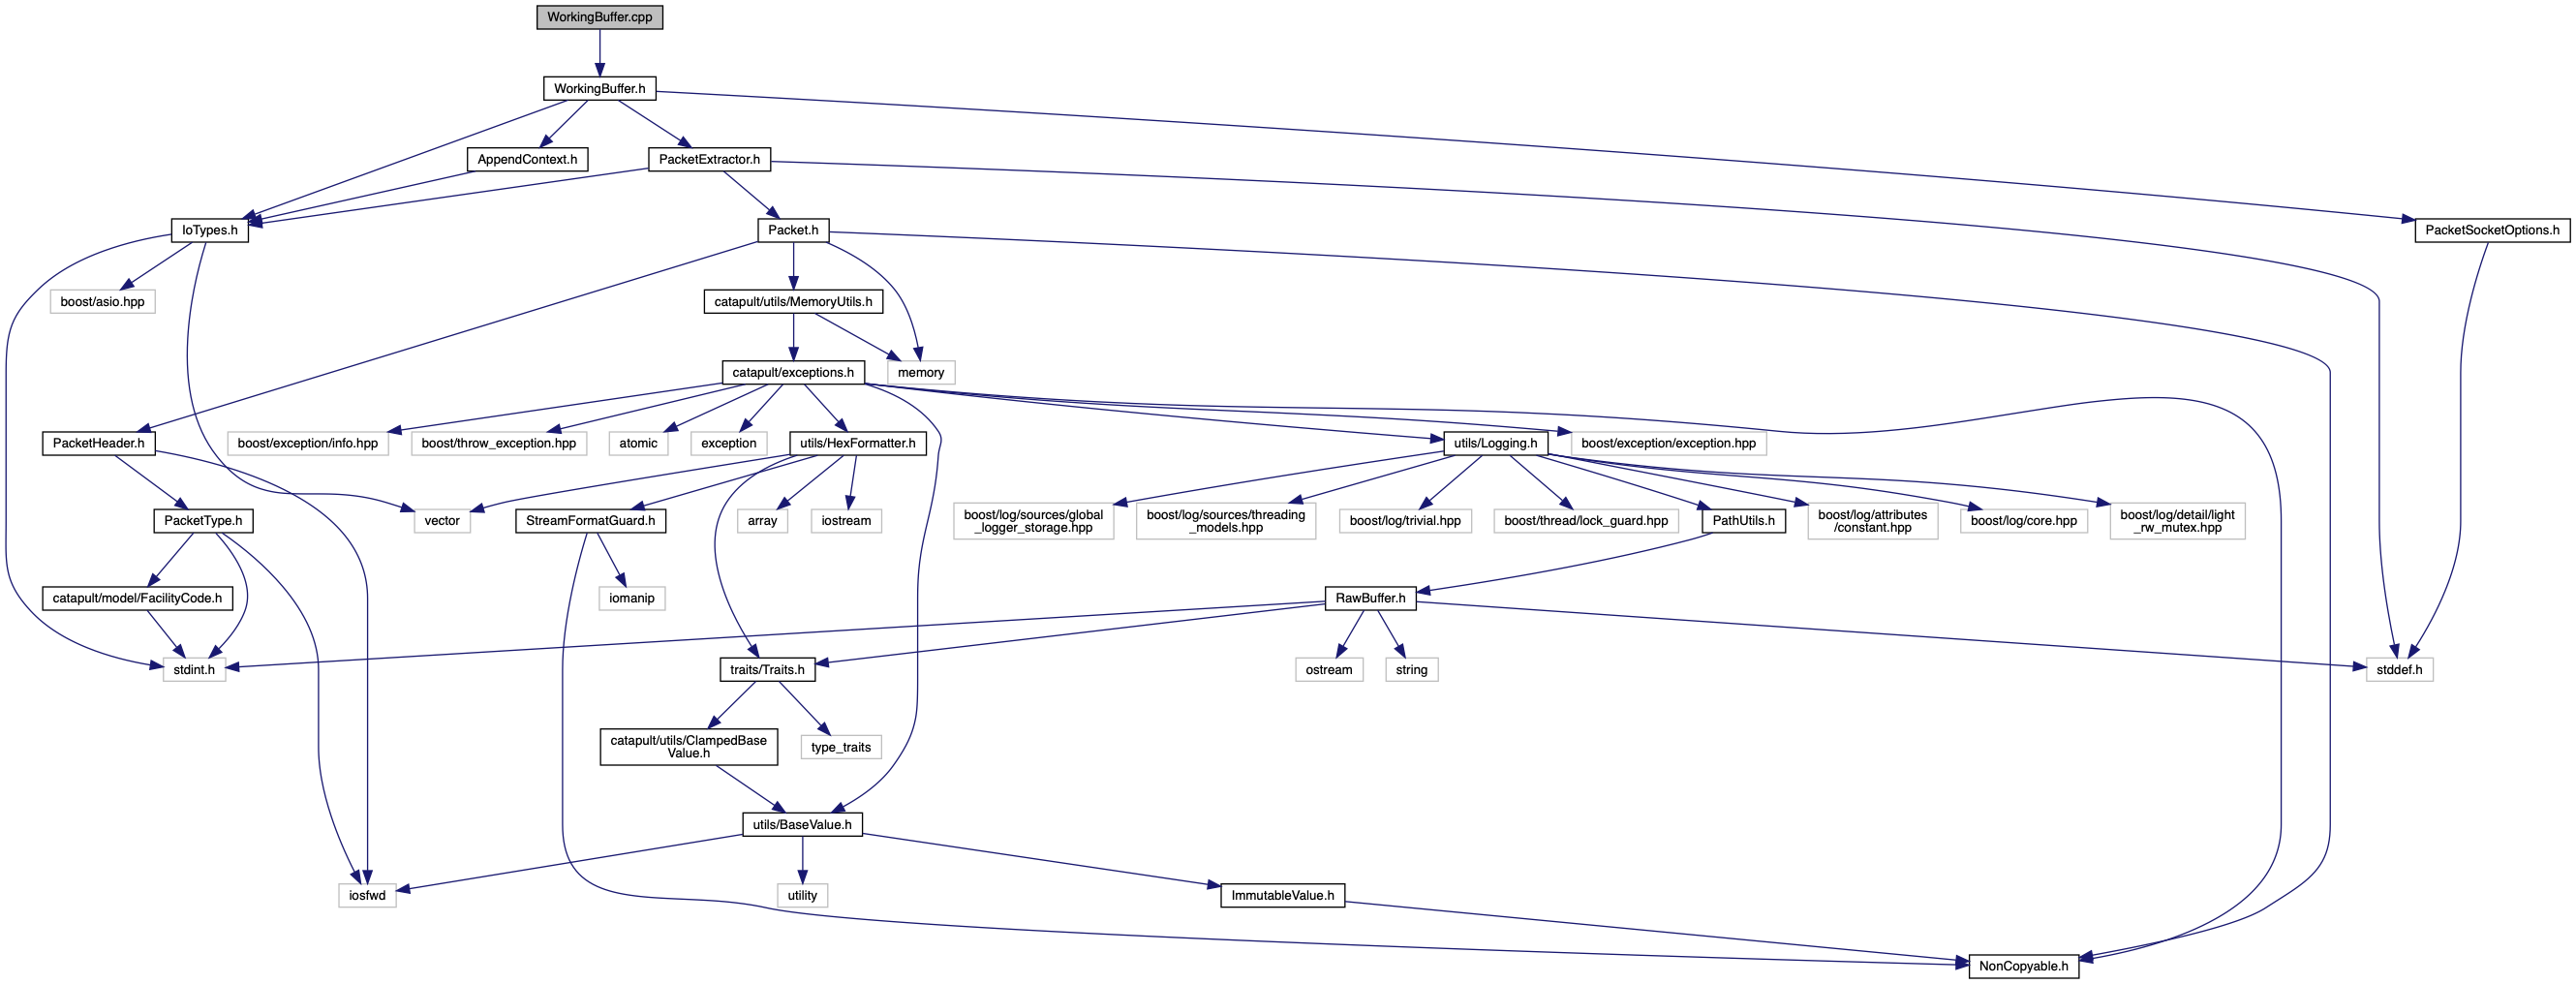 WorkingBuffer.cpp
WorkingBuffer.h
AppendContext.h
PacketExtractor.h
IoTypes.h
Packet.h
PacketSocketOptions.h
boost/asio.hpp
catapult/utils/MemoryUtils.h
catapult/exceptions.h
memory
PacketHeader.h
boost/exception/info.hpp
boost/throw_exception.hpp
atomic
exception
utils/HexFormatter.h
utils/Logging.h
boost/exception/exception.hpp
PacketType.h
vector
StreamFormatGuard.h
array
iostream
boost/log/sources/global
_logger_storage.hpp
boost/log/sources/threading
_models.hpp
boost/log/trivial.hpp
boost/thread/lock_guard.hpp
PathUtils.h
boost/log/attributes
/constant.hpp
boost/log/core.hpp
boost/log/detail/light
_rw_mutex.hpp
catapult/model/FacilityCode.h
iomanip
RawBuffer.h
stdint.h
traits/Traits.h
ostream
string
stddef.h
catapult/utils/ClampedBase
Value.h
type_traits
utils/BaseValue.h
iosfwd
utility
ImmutableValue.h
NonCopyable.h